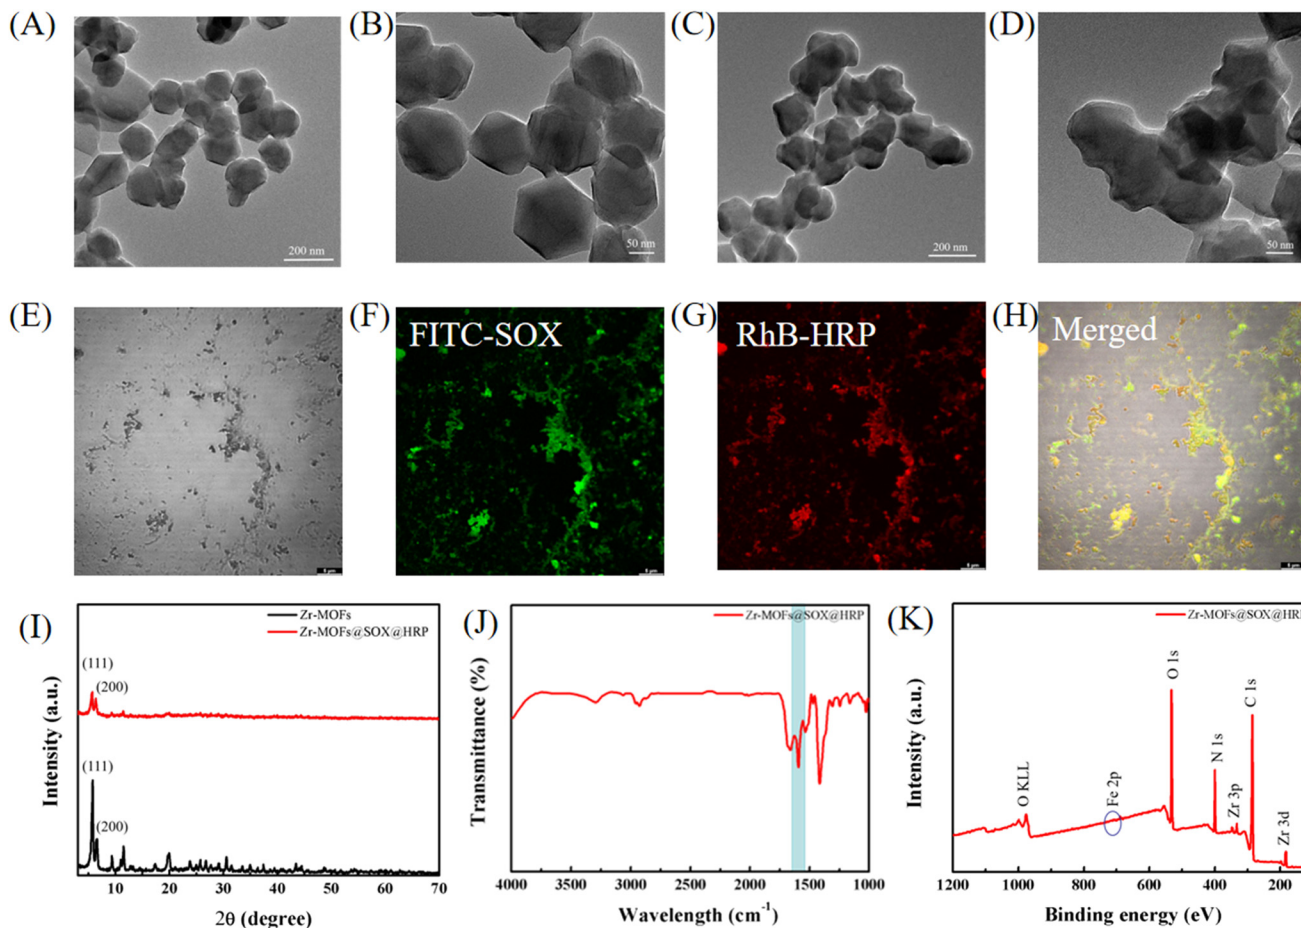 (A)
(B)
(C)
(D)
200 nm
50 nm
200 nm
50 nm
(E)
(F)
FITC-SOX
(G)
RhB-HRP
(H)
Merged
(I)
Zr-MOFs
Zr-MOFs@SOX@HRP
(111)
(200)
(111)
(200)
Intensity (a.u.)
10
20
30
40
50
60
70
2θ (degree)
(J)
Zr-MOFs@SOX@HRP
Transmittance (%)
4000
3500
3000
2500
2000
1500
1000
Wavelength (cm⁻¹)
(K)
Zr-MOFs@SOX@HRP
Intensity (a.u.)
O KLL
Fe 2p
O 1s
N 1s
Zr 3p
C 1s
Zr 3d
1200
1000
800
600
400
200
Binding energy (eV)